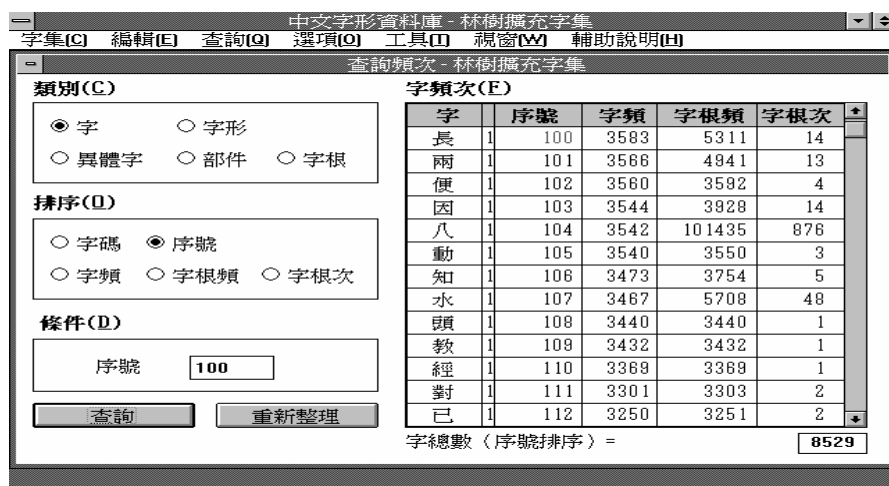 中文字形資料庫 - 林樹擴充字集
字集[C] 編輯[E] 查詢[Q] 選項[O] 工具[T] 視窗[W] 輔助說明[H]
查詢頻次 - 林樹擴充字集
類別(C)
字 字形
異體字 部件 字根
排序(O)
字碼 序號
字頻 字根頻 字根次
條件(D)
序號 100
查詢 重新整理
字頻次(F)
字 序號 字頻 字根頻 字根次
長 1 100 3583 5311 14
兩 1 101 3566 4941 13
便 1 102 3560 3592 4
因 1 103 3544 3928 14
八 1 104 3542 101435 876
動 1 105 3540 3550 3
知 1 106 3473 3754 5
水 1 107 3467 5708 48
頭 1 108 3440 3440 1
教 1 109 3432 3432 1
經 1 110 3369 3369 1
對 1 111 3301 3303 2
已 1 112 3250 3251 2
字總數（序號排序）= 8529